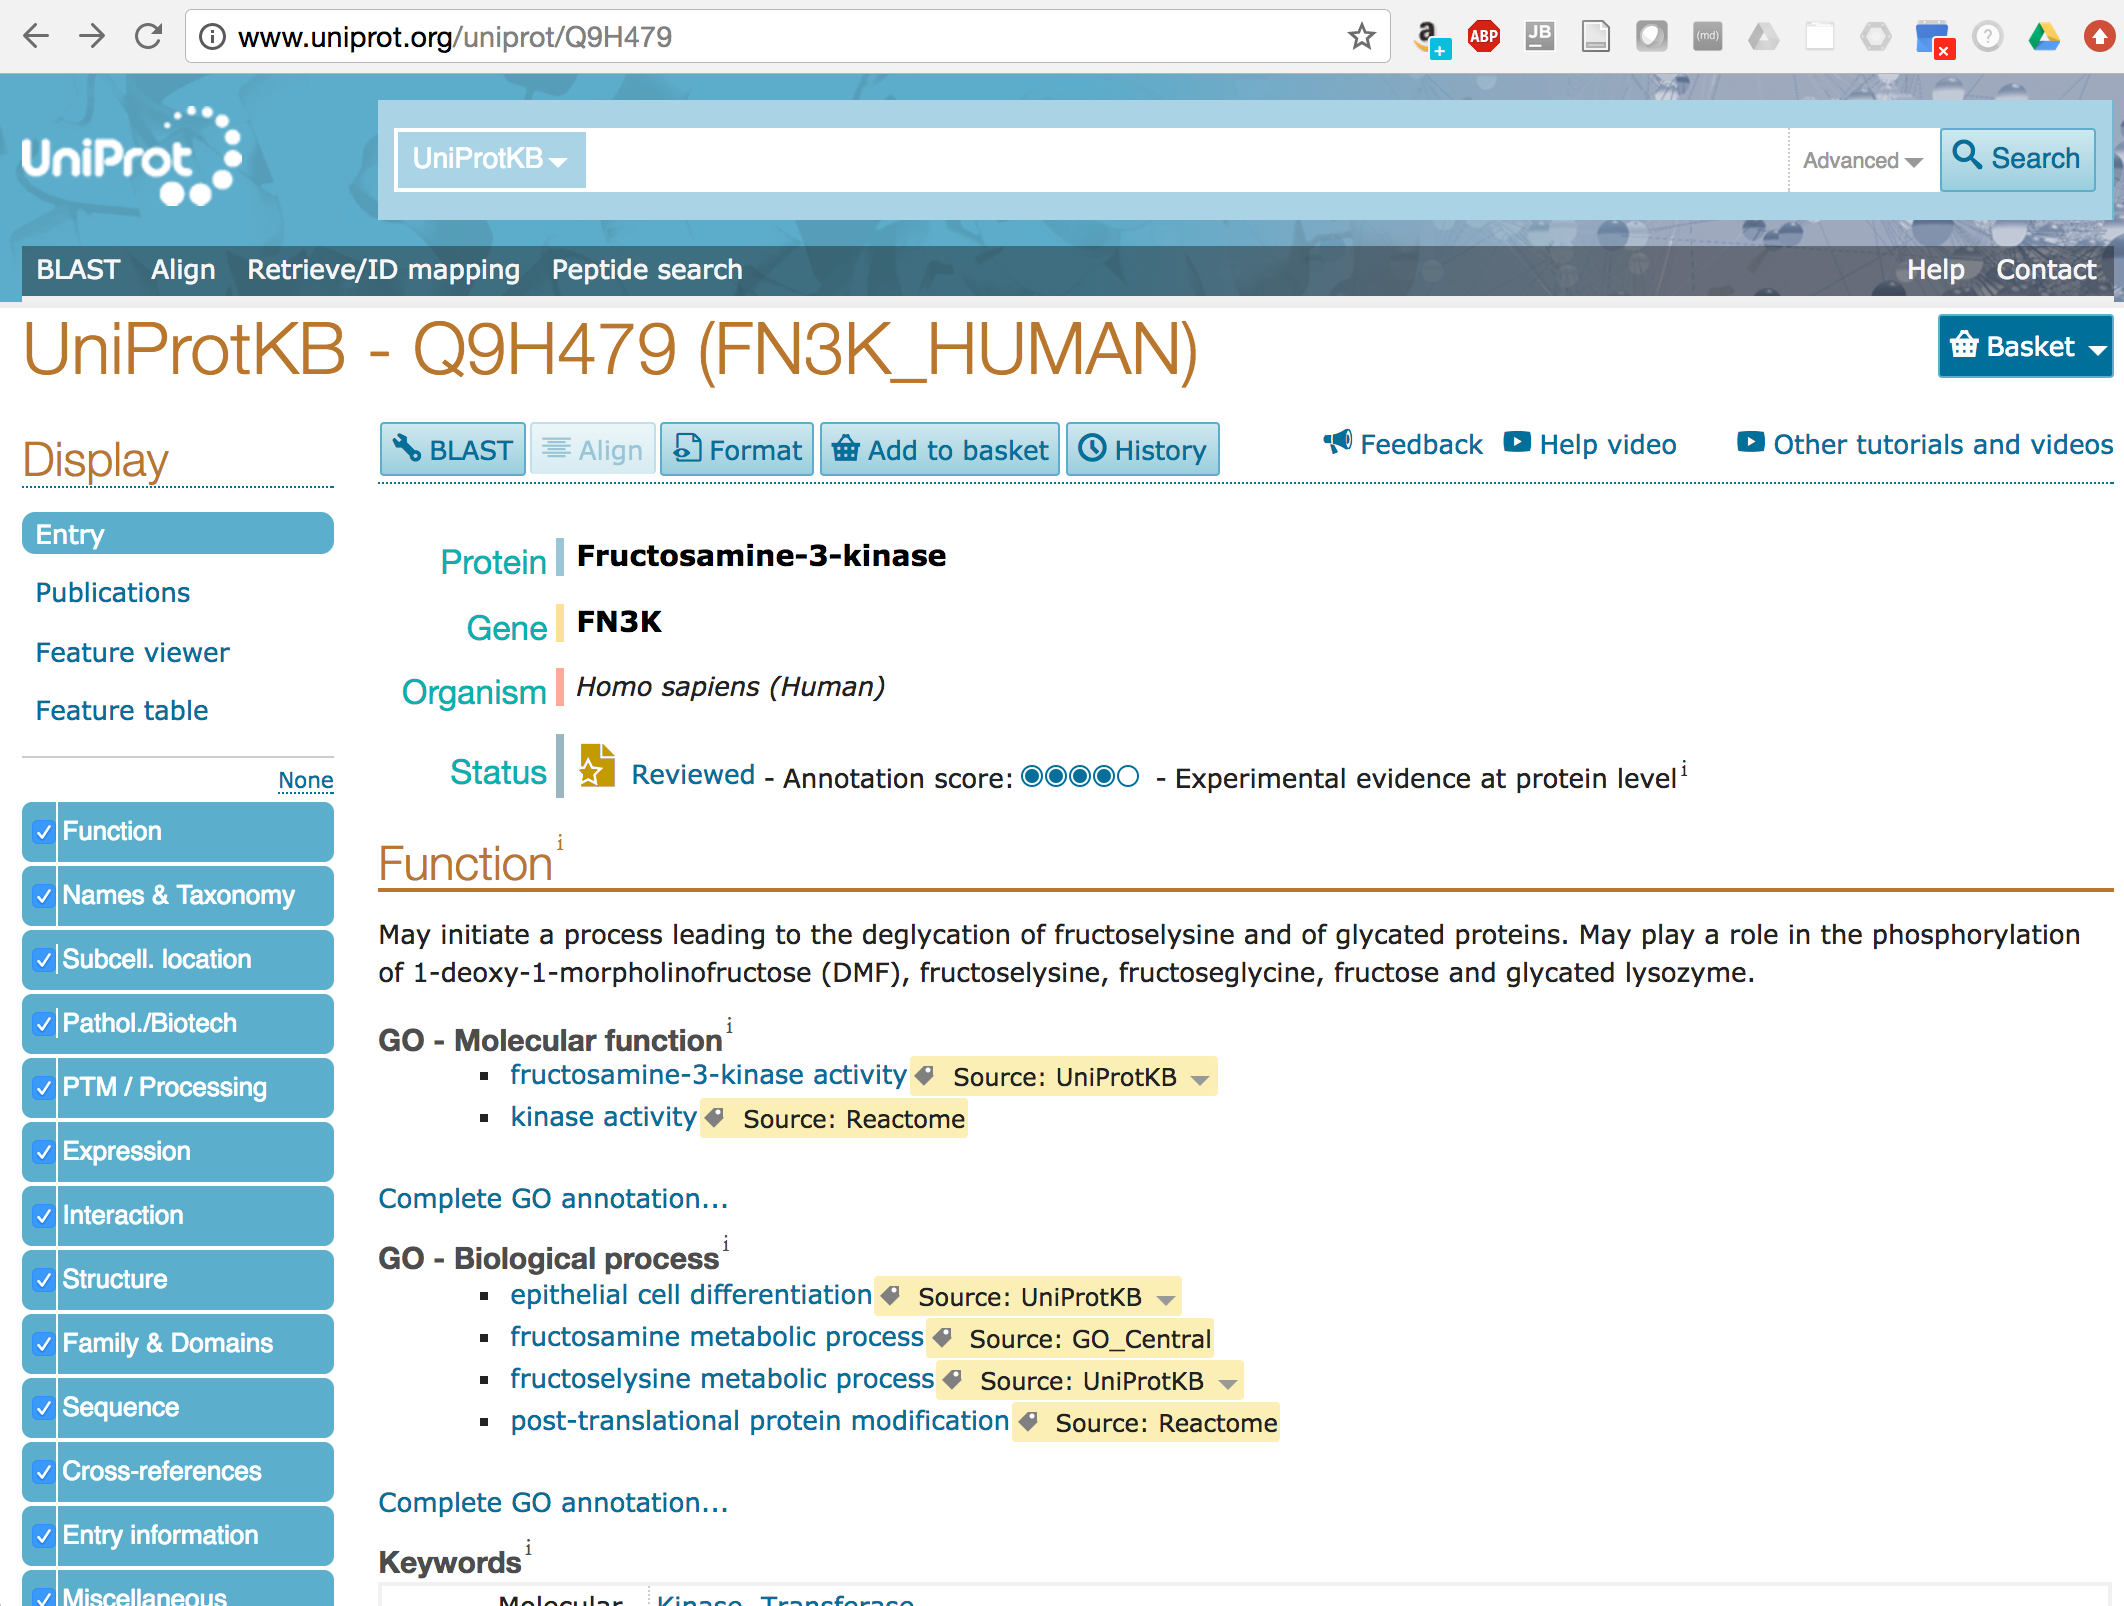 www.uniprot.org/uniprot/Q9H479
ABP
JB
(md)
UniProt
UniProtKB
Advanced
Search
BLAST Align Retrieve/ID mapping Peptide search Help Contact
UniProtKB - Q9H479 (FN3K_HUMAN)
Basket
Display
BLAST Align Format Add to basket History Feedback Help video Other tutorials and videos
Entry
Publications
Feature viewer
Feature table
None
Function
Names & Taxonomy
Subcell. location
Pathol./Biotech
PTM / Processing
Expression
Interaction
Structure
Family & Domains
Sequence
Cross-references
Entry information
Miscellaneous
Protein Fructosamine-3-kinase
Gene FN3K
Organism Homo sapiens (Human)
Status Reviewed - Annotation score: - Experimental evidence at protein level i
Function i
May initiate a process leading to the deglycation of fructoselysine and of glycated proteins. May play a role in the phosphorylation
of 1-deoxy-1-morpholinofructose (DMF), fructoselysine, fructoseglycine, fructose and glycated lysozyme.
GO - Molecular function i
fructosamine-3-kinase activity Source: UniProtKB
kinase activity Source: Reactome
Complete GO annotation...
GO - Biological process i
epithelial cell differentiation Source: UniProtKB
fructosamine metabolic process Source: GO_Central
fructoselysine metabolic process Source: UniProtKB
post-translational protein modification Source: Reactome
Complete GO annotation...
Keywords i
Molecular Kinase, Transferase